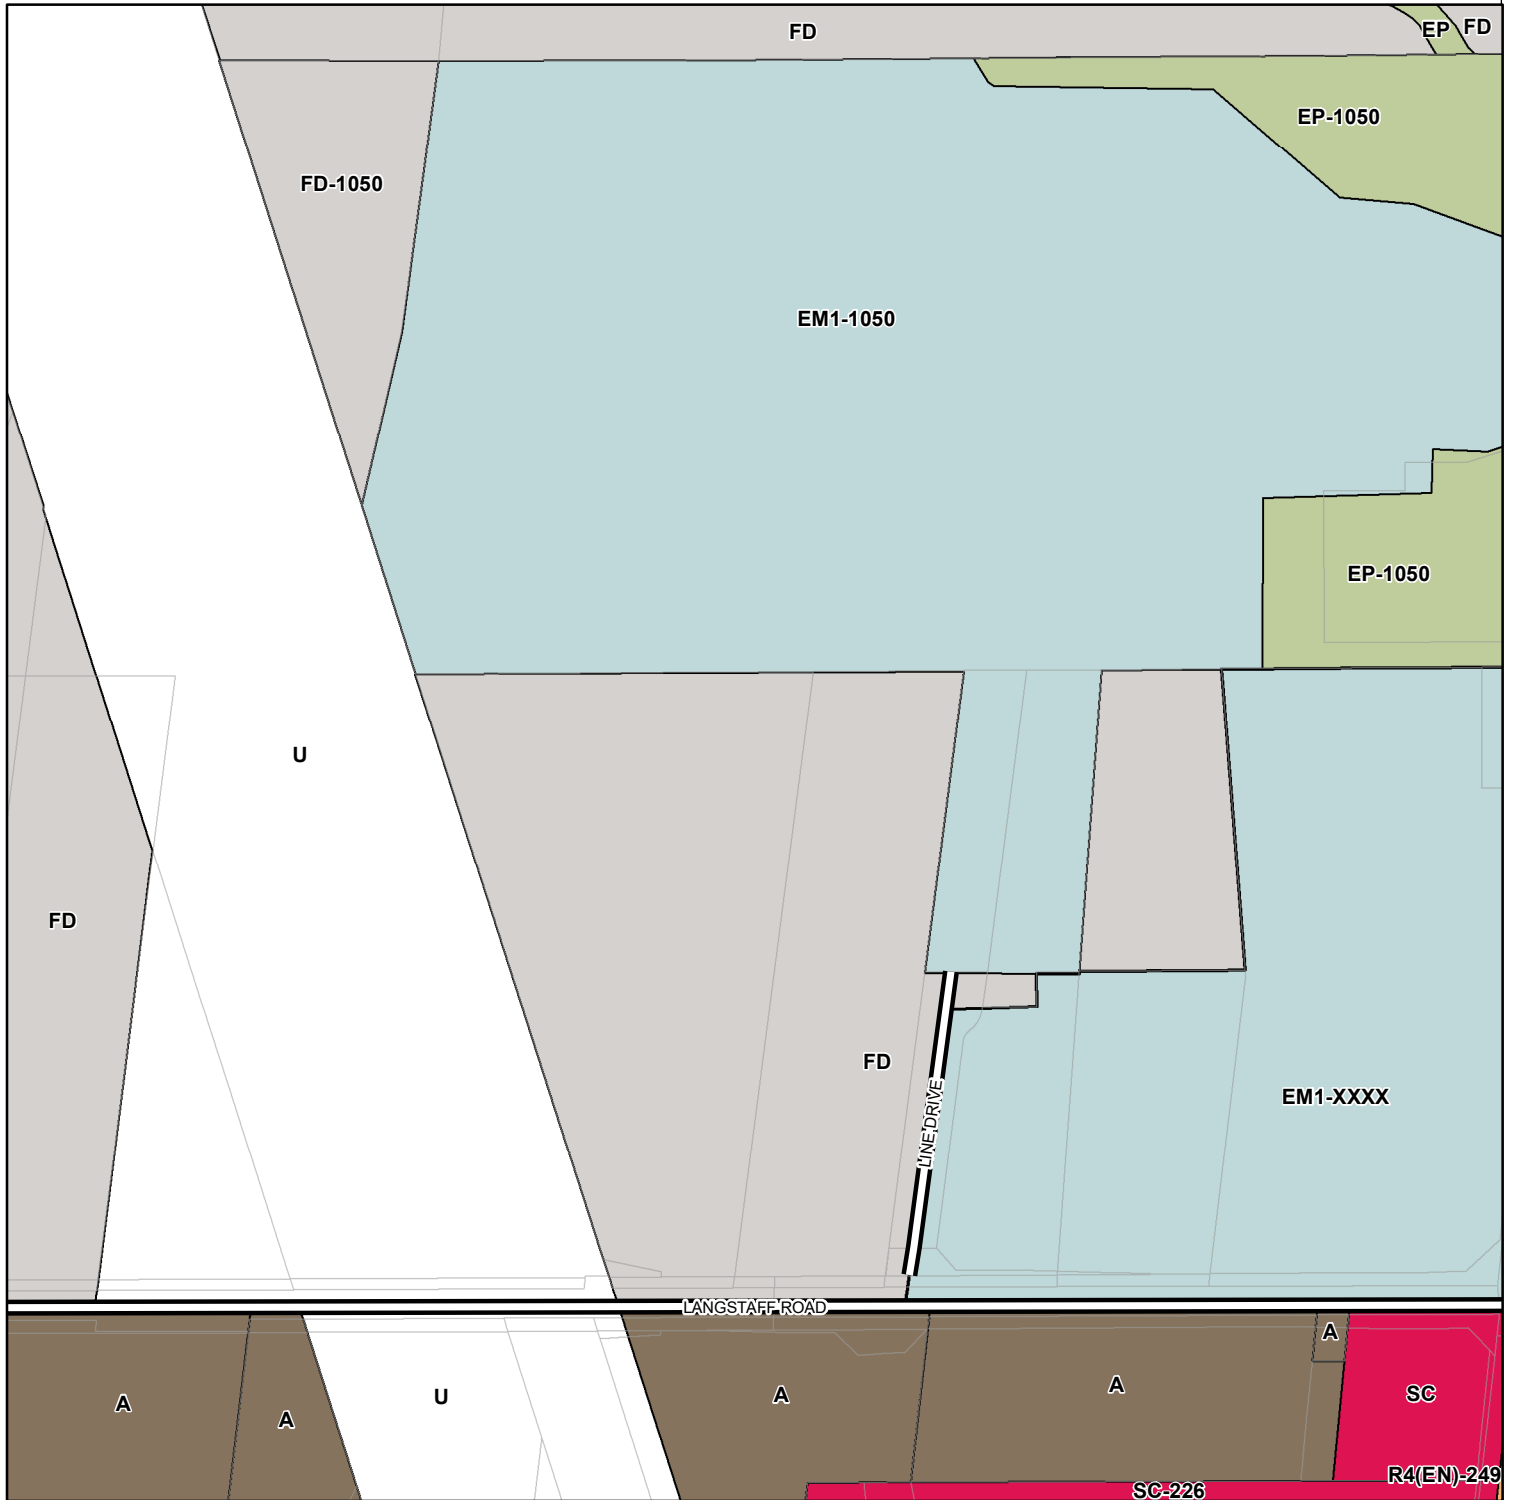 FD
EP
FD
EP-1050
FD-1050
EM1-1050
EP-1050
U
FD
FD
LINE DRIVE
EM1-XXXX
LANGSTAFF ROAD
A
A
U
A
A
A
SC
R4(EN)-249
SC-226